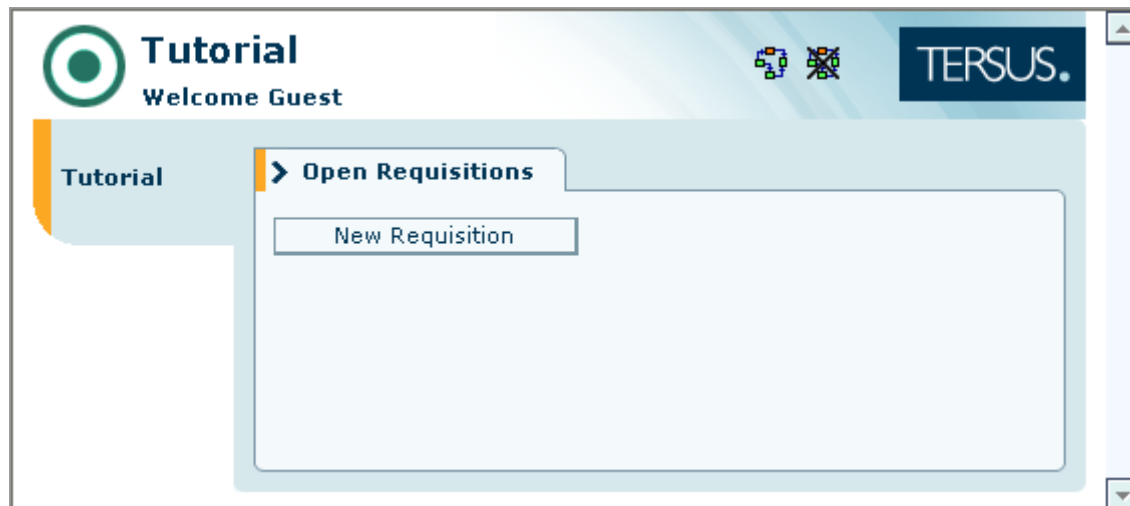 Tutorial
Welcome Guest
TERSUS.
Tutorial
Open Requisitions
New Requisition